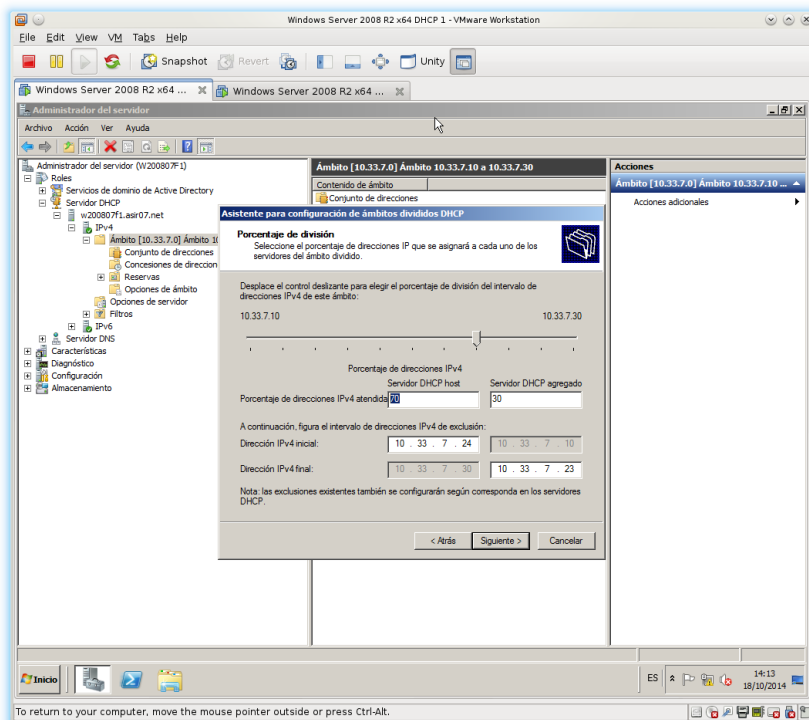 Windows Server 2008 R2 x64 DHCP 1 - VMware Workstation
File Edit View VM Tabs Help
Snapshot Revert Unity
Windows Server 2008 R2 x64 ... Windows Server 2008 R2 x64 ...
Administrador del servidor
Archivo Acción Ver Ayuda
Administrador del servidor (W200807F1)
Roles
Servicios de dominio de Active Directory
Servidor DHCP
w200807f1.asir07.net
IPv4
Ámbito [10.33.7.0] Ámbito 10
Conjunto de direcciones
Concesiones de direccion
Reservas
Opciones de ámbito
Opciones de servidor
Filtros
IPv6
Servidor DNS
Características
Diagnóstico
Configuración
Almacenamiento
Ámbito [10.33.7.0] Ámbito 10.33.7.10 a 10.33.7.30
Contenido de ámbito
Conjunto de direcciones
Acciones
Ámbito [10.33.7.0] Ámbito 10.33.7.10 ...
Acciones adicionales
Asistente para configuración de ámbitos divididos DHCP
Porcentaje de división
Seleccione el porcentaje de direcciones IP que se asignará a cada uno de los
servidores del ámbito dividido.
Desplace el control deslizante para elegir el porcentaje de división del intervalo de
direcciones IPv4 de este ámbito:
10.33.7.10 10.33.7.30
Porcentaje de direcciones IPv4
Servidor DHCP host Servidor DHCP agregado
Porcentaje de direcciones IPv4 atendida 70 30
A continuación, figura el intervalo de direcciones IPv4 de exclusión:
Dirección IPv4 inicial: 10 . 33 . 7 . 24 10 . 33 . 7 . 10
Dirección IPv4 final: 10 . 33 . 7 . 30 10 . 33 . 7 . 23
Nota: las exclusiones existentes también se configurarán según corresponda en los servidores
DHCP.
< Atrás Siguiente > Cancelar
Inicio ES 14:13
18/10/2014
To return to your computer, move the mouse pointer outside or press Ctrl-Alt.